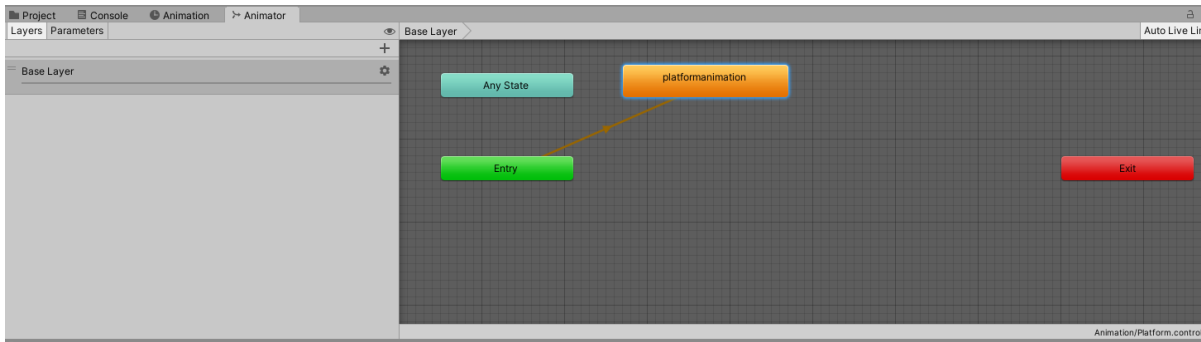 Project Console Animation Animator
Layers Parameters Base Layer Auto Live Lin
Base Layer
Any State platformanimation
Entry Exit
Animation/Platform.contro